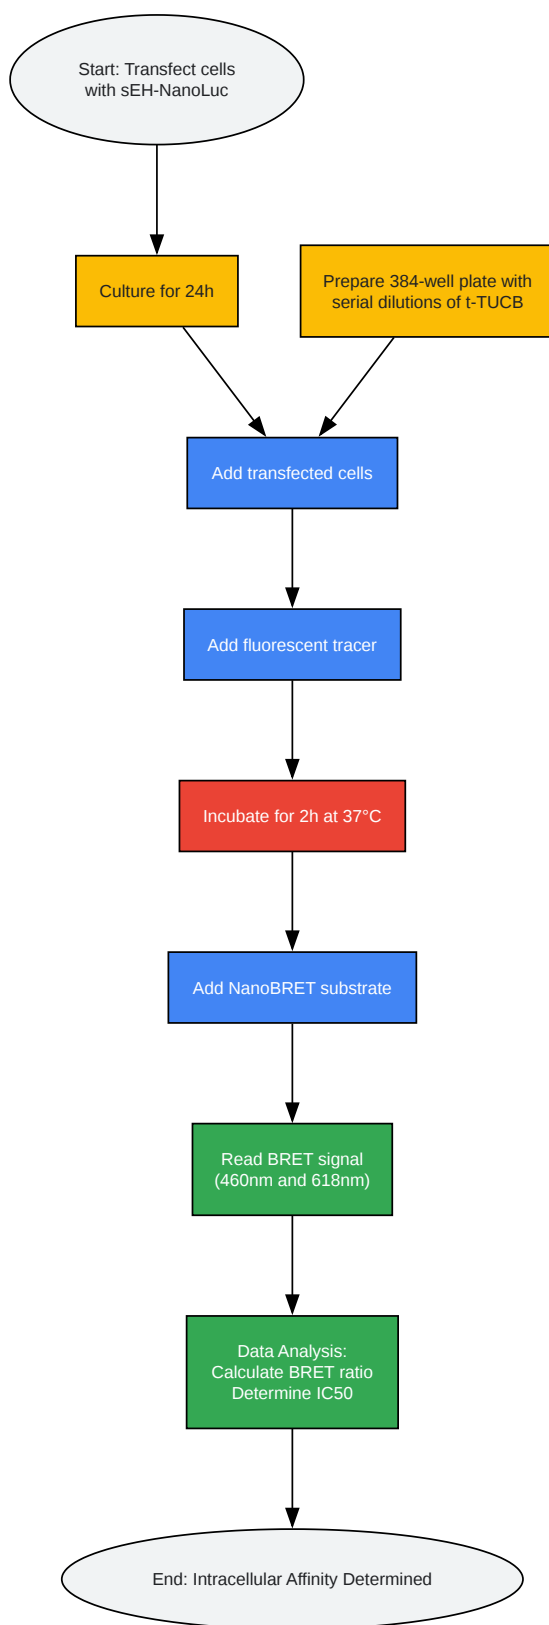 Start: Transfect cells
with sEH-NanoLuc
Culture for 24h
Prepare 384-well plate with
serial dilutions of t-TUCB
Add transfected cells
Add fluorescent tracer
Incubate for 2h at 37°C
Add NanoBRET substrate
Read BRET signal
(460nm and 618nm)
Data Analysis:
Calculate BRET ratio
Determine IC50
End: Intracellular Affinity Determined